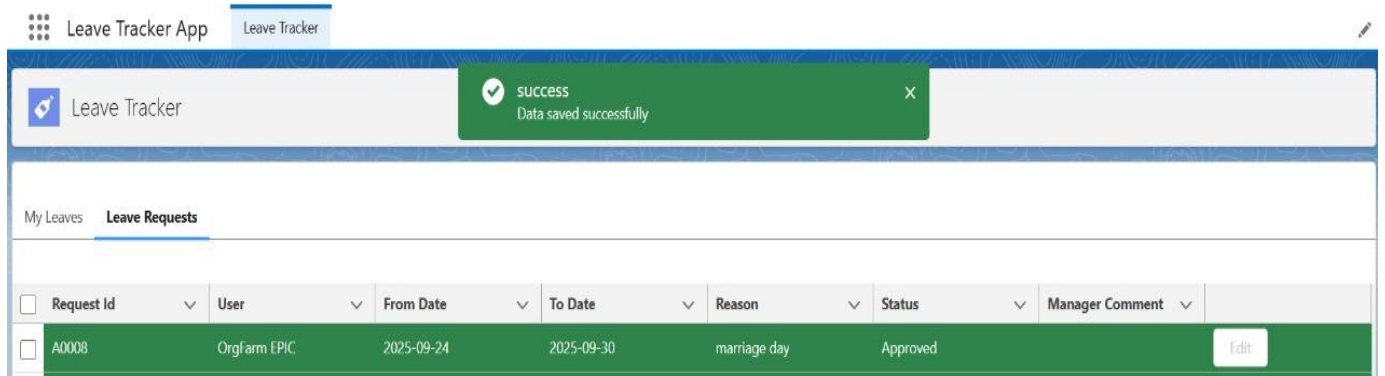 Leave Tracker App Leave Tracker
success
Data saved successfully
X
Leave Tracker
My Leaves Leave Requests
Request Id User From Date To Date Reason Status Manager Comment
A0008 OrgFarm EPIC 2025-09-24 2025-09-30 marriage day Approved Edit